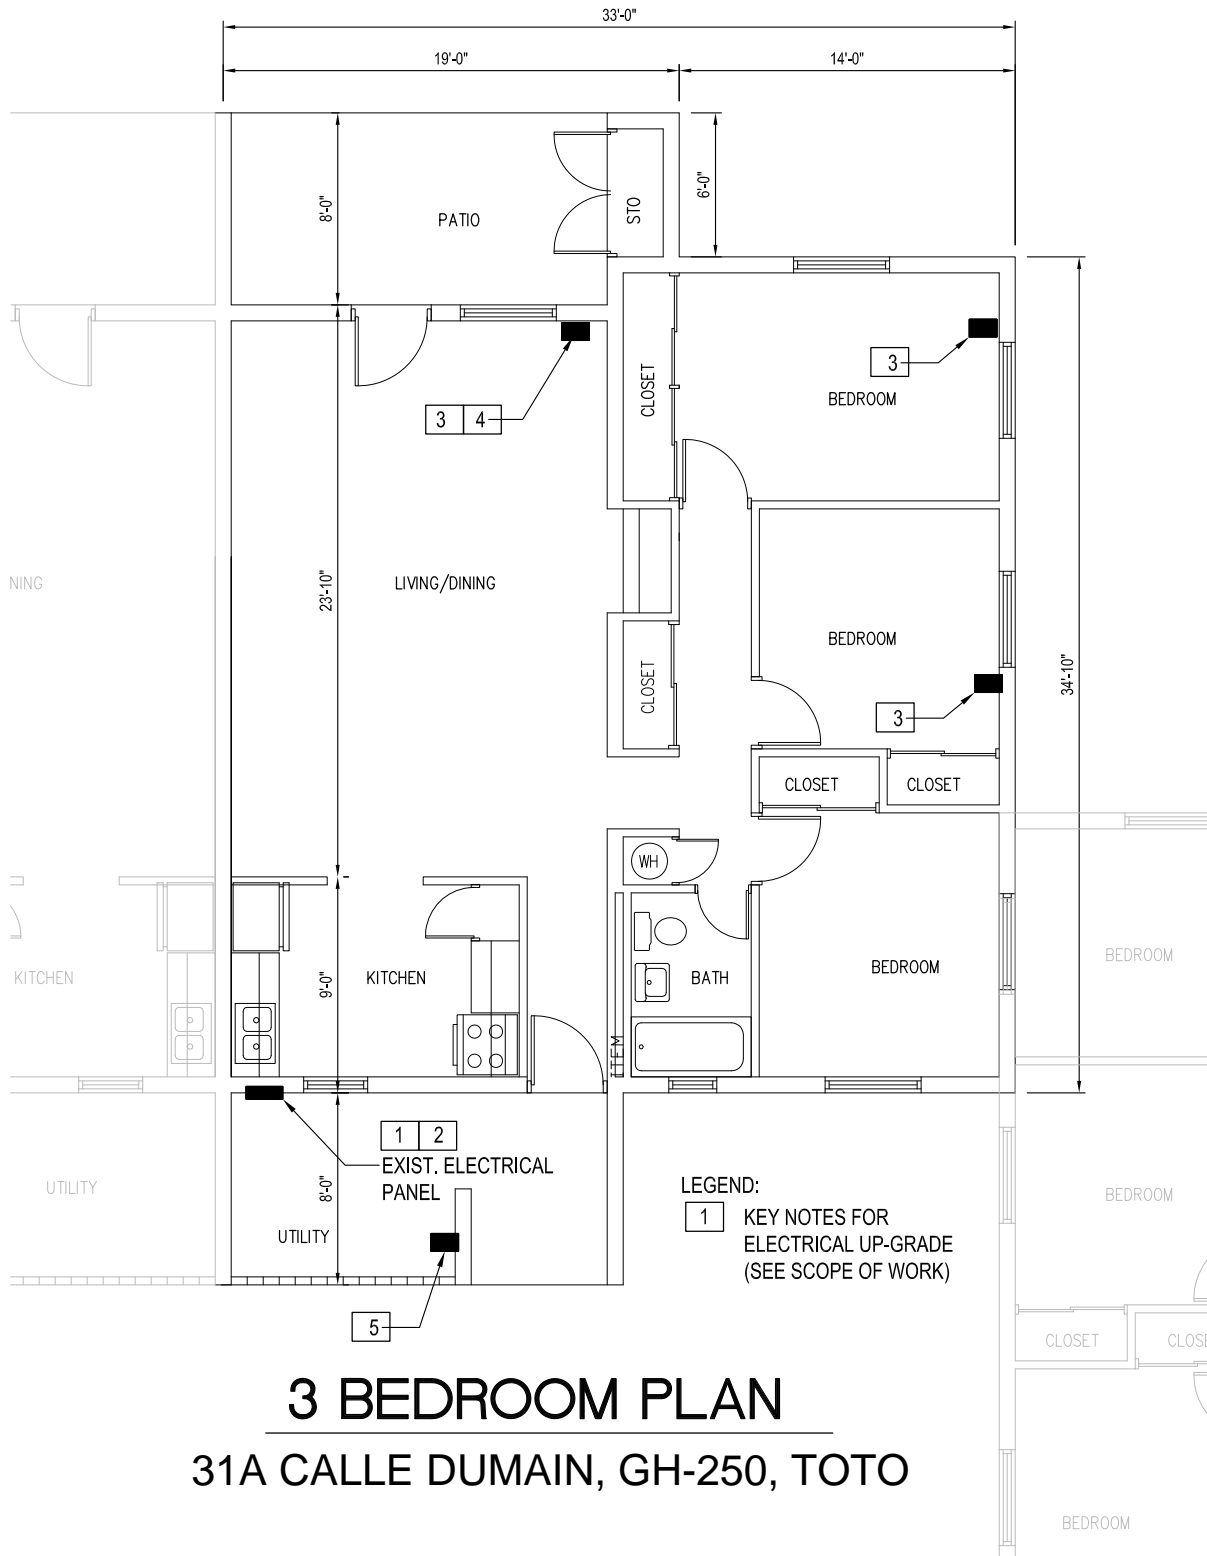 33'-0"
19'-0"
14'-0"
8'-0"
PATIO
STO
6'-0"
3
CLOSET
BEDROOM
3 4
NING
23'-10"
LIVING/DINING
BEDROOM
CLOSET
34'-10"
3
CLOSET
CLOSET
WH
KITCHEN
9'-0"
KITCHEN
BATH
BEDROOM
BEDROOM
ITEM
1 2
EXIST. ELECTRICAL
PANEL
UTILITY
8'-0"
UTILITY
LEGEND:
1 KEY NOTES FOR
ELECTRICAL UP-GRADE
(SEE SCOPE OF WORK)
BEDROOM
5
CLOSET
CLOSE
3 BEDROOM PLAN
31A CALLE DUMAIN, GH-250, TOTO
BEDROOM